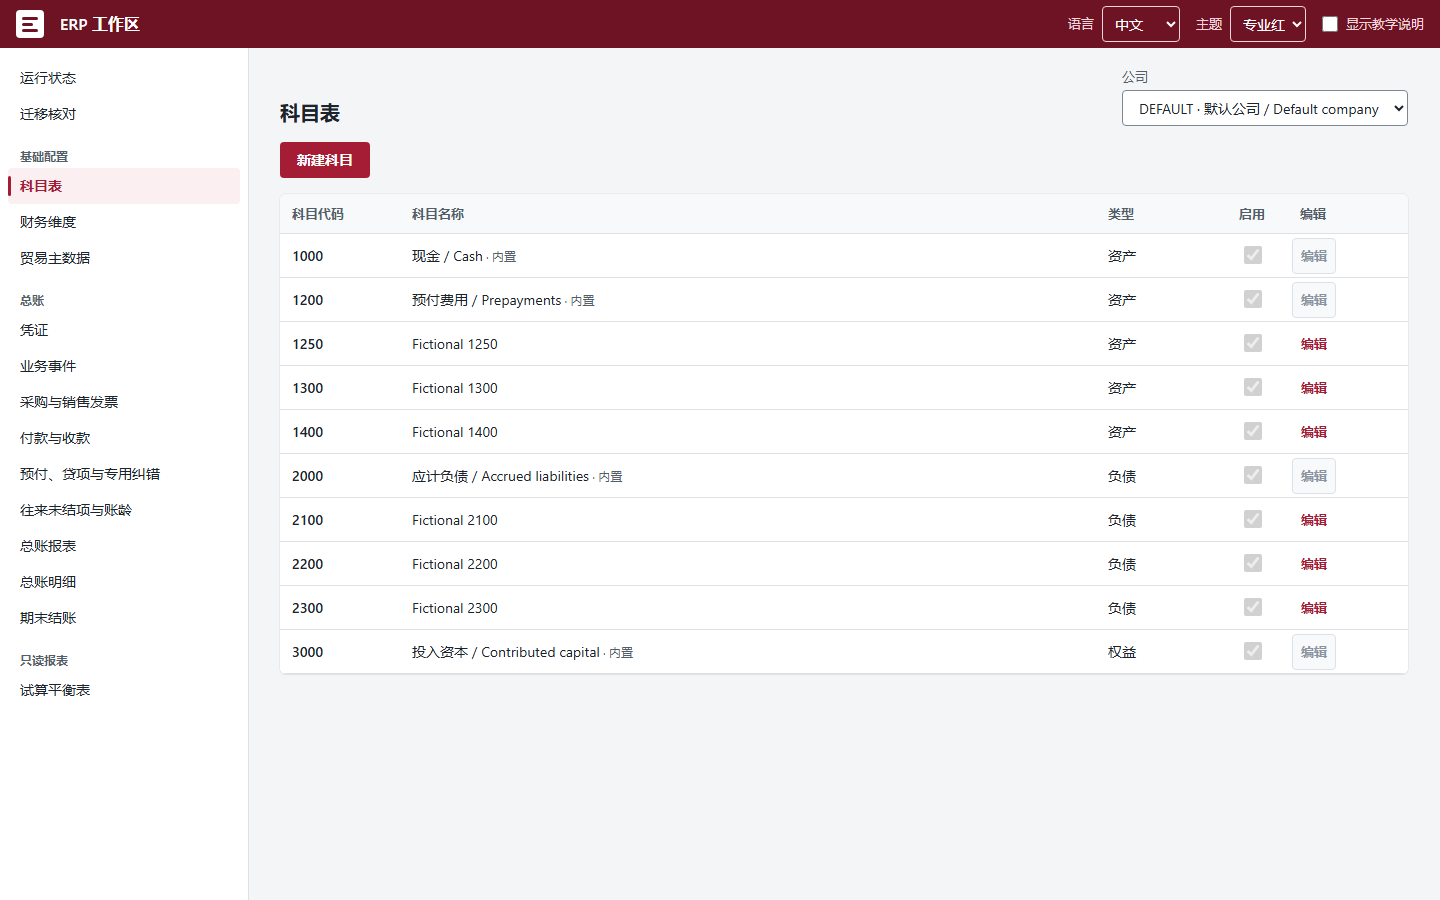 ERP 工作区
语言 中文 主题 专业红 显示教学说明
运行状态
迁移核对
基础配置
科目表
财务维度
贸易主数据
总账
凭证
业务事件
采购与销售发票
付款与收款
预付、贷项与专用纠错
往来未结项与账龄
总账报表
总账明细
期末结账
只读报表
试算平衡表
公司
DEFAULT · 默认公司 / Default company
科目表
新建科目
科目代码 科目名称 类型 启用 编辑
1000 现金 / Cash · 内置 资产 编辑
1200 预付费用 / Prepayments · 内置 资产 编辑
1250 Fictional 1250 资产 编辑
1300 Fictional 1300 资产 编辑
1400 Fictional 1400 资产 编辑
2000 应计负债 / Accrued liabilities · 内置 负债 编辑
2100 Fictional 2100 负债 编辑
2200 Fictional 2200 负债 编辑
2300 Fictional 2300 负债 编辑
3000 投入资本 / Contributed capital · 内置 权益 编辑